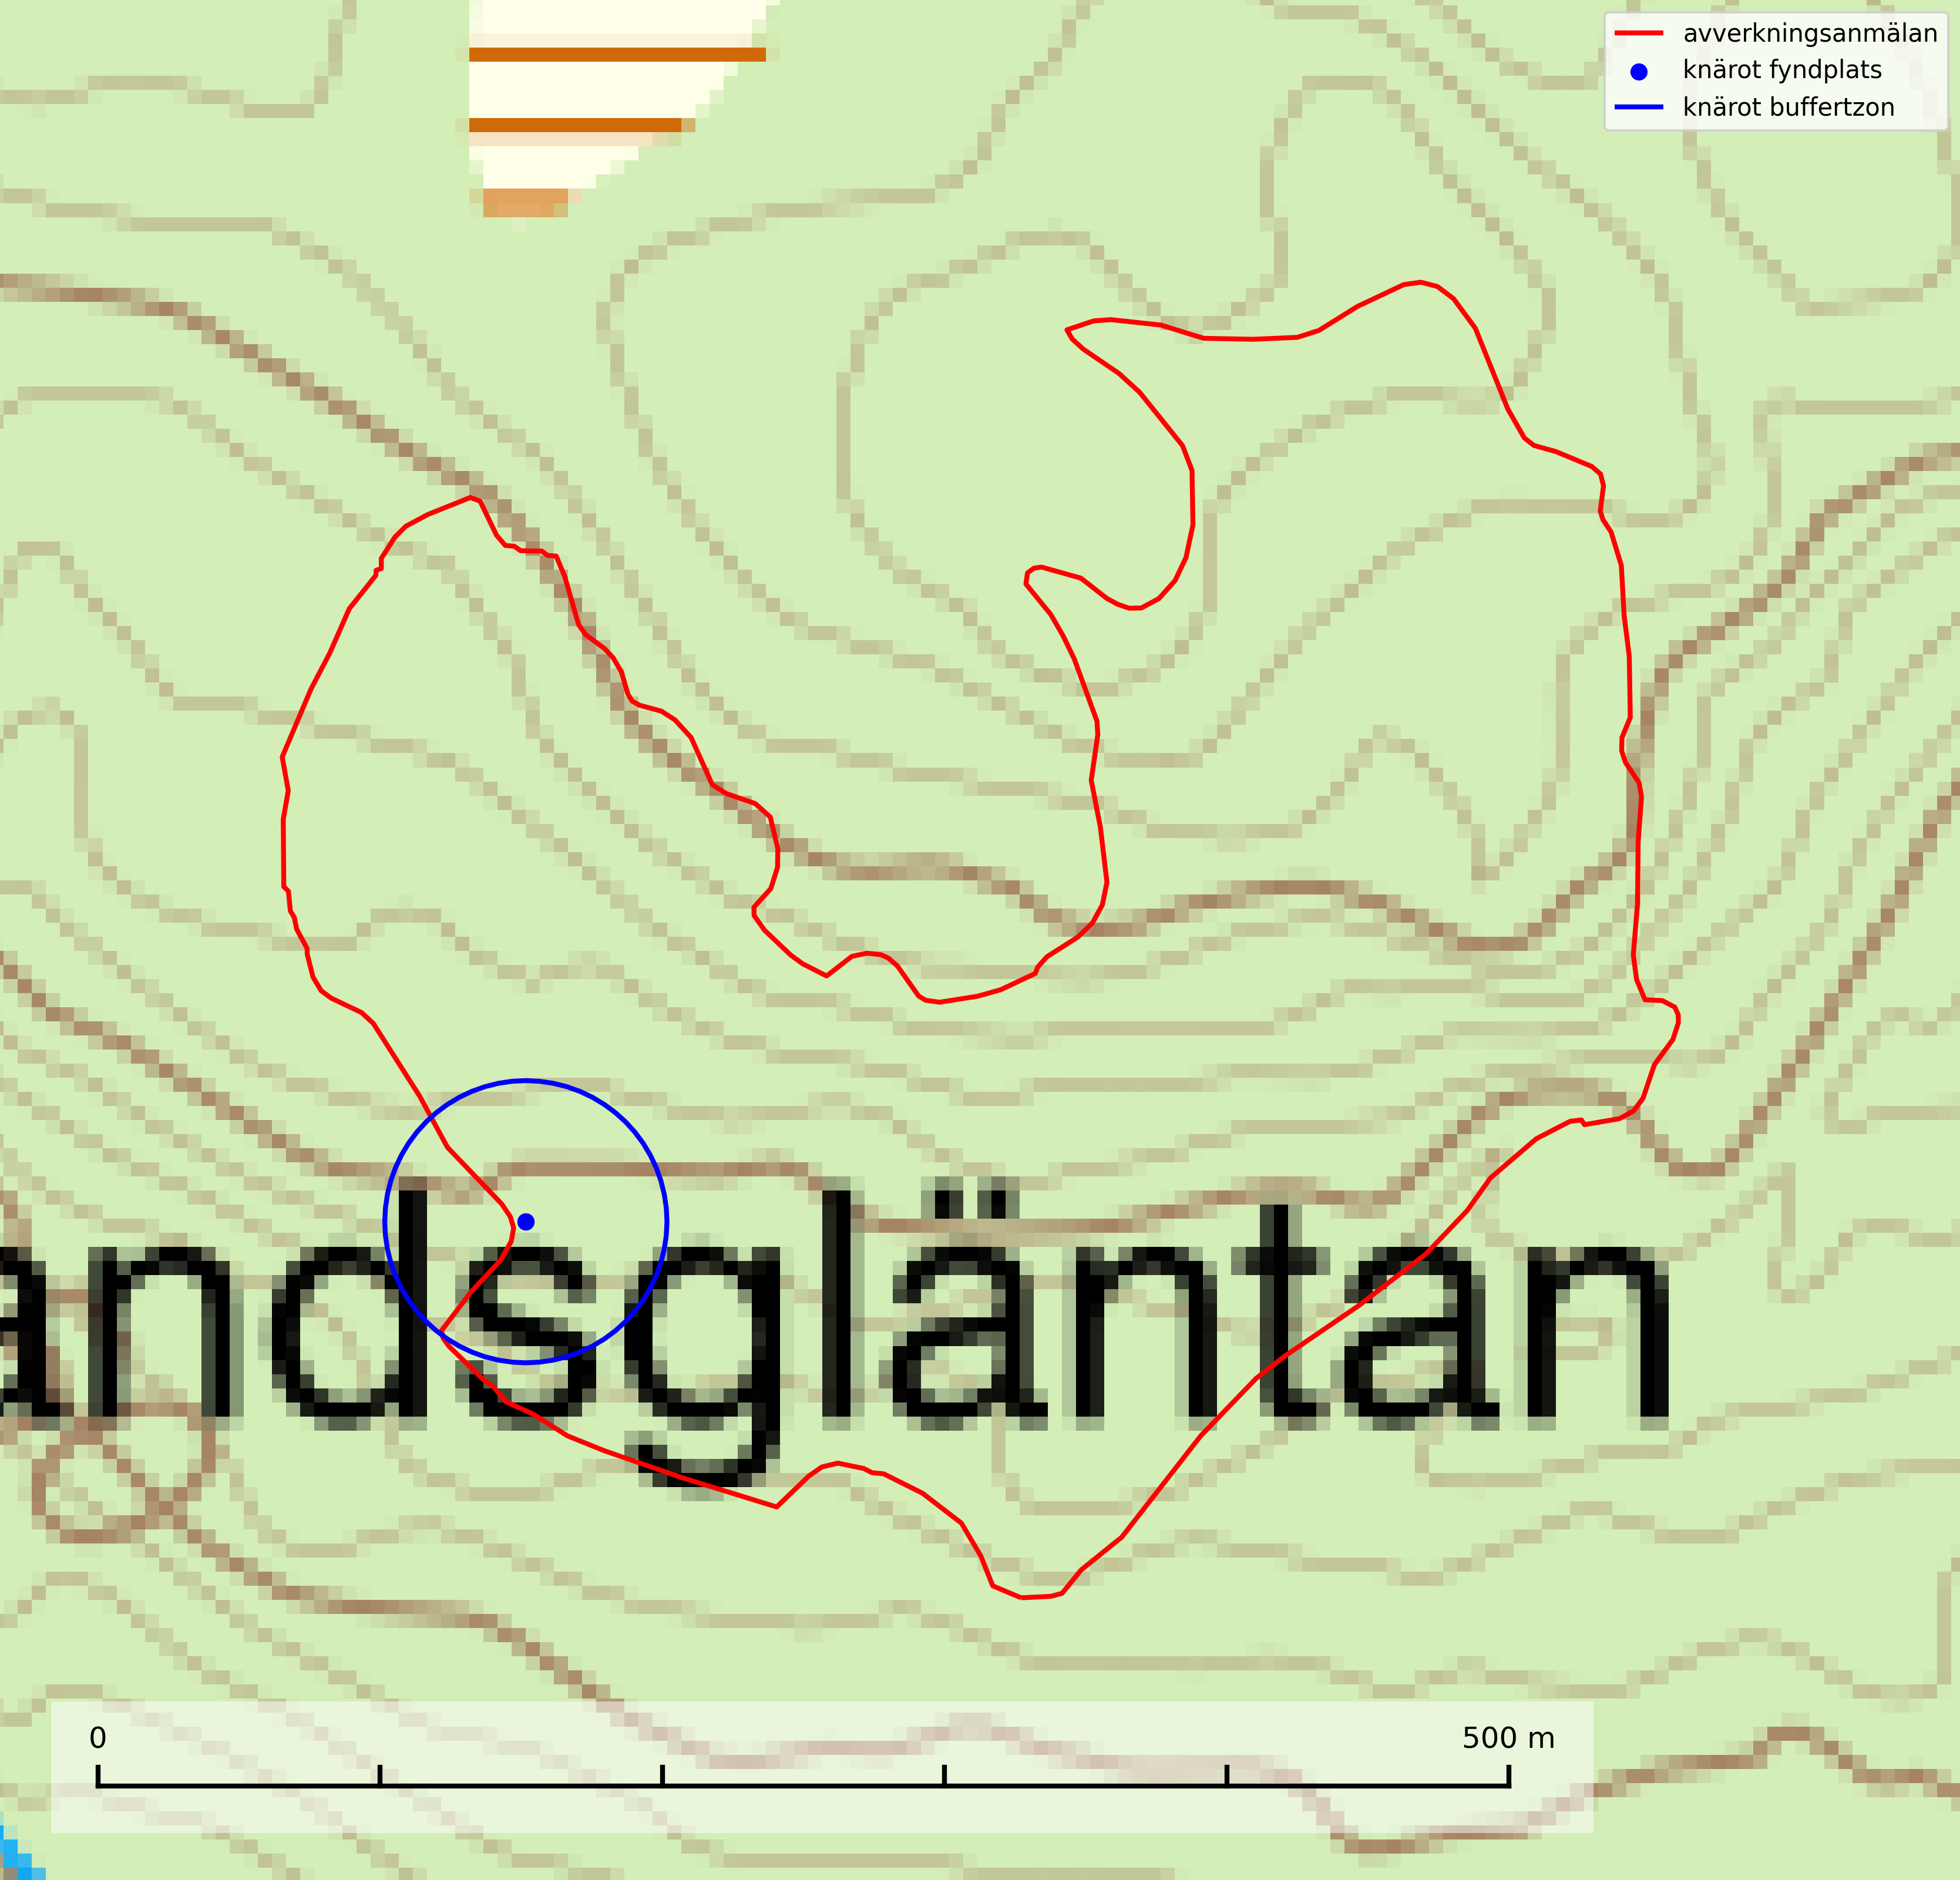 avverkningsanmälan
knärot fyndplats
knärot buffertzon
andsgläntan
0 500 m